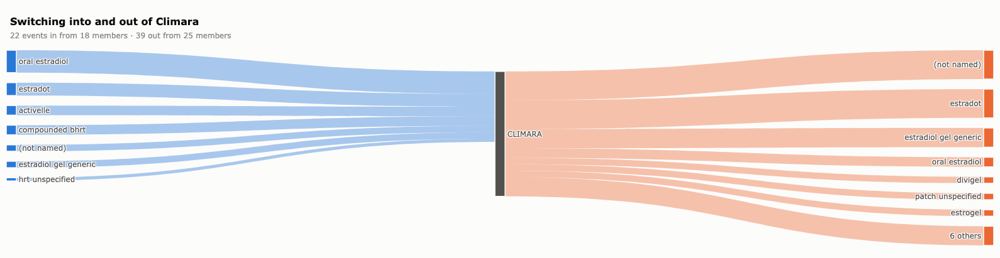 Switching into and out of Climara
22 events in from 18 members · 39 out from 25 members
oral estradiol
estradot
activelle
compounded bhrt
(not named)
estradiol gel generic
hrt unspecified
CLIMARA
(not named)
estradot
estradiol gel generic
oral estradiol
divigel
patch unspecified
estrogel
6 others